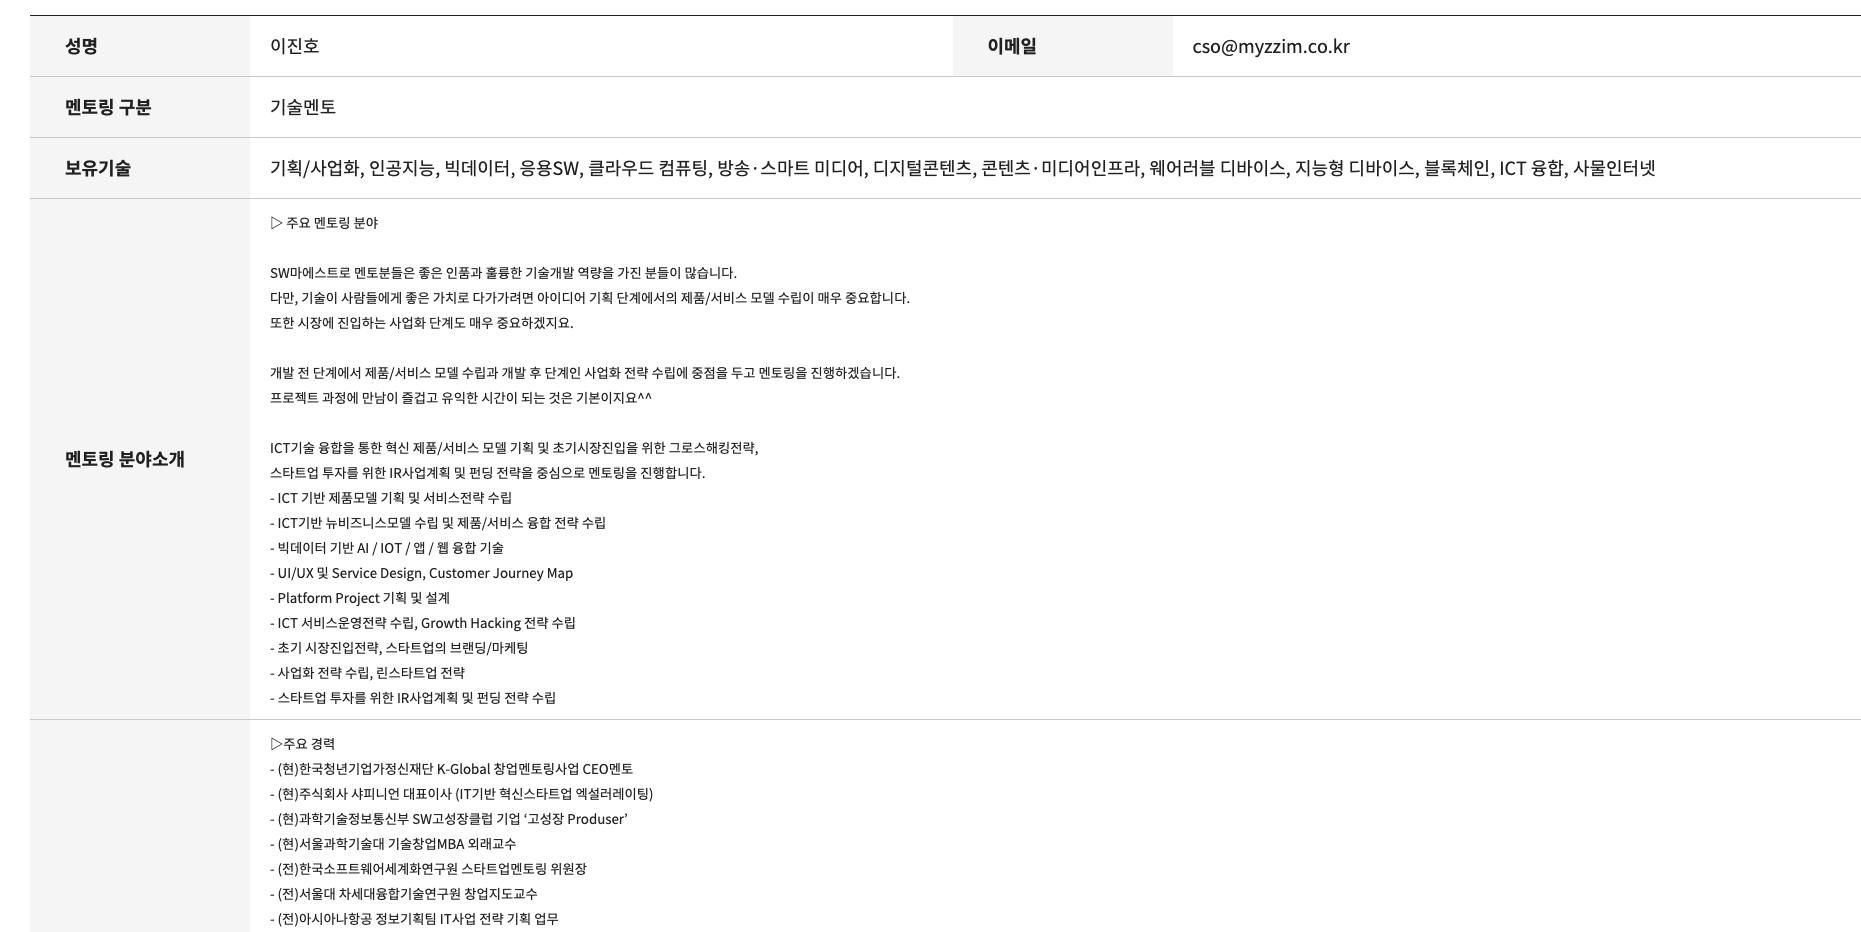 성명 이진호 이메일 cso@myzzim.co.kr
멘토링 구분 기술멘토
보유기술 기획/사업화, 인공지능, 빅데이터, 응용SW, 클라우드 컴퓨팅, 방송·스마트 미디어, 디지털콘텐츠, 콘텐츠·미디어인프라, 웨어러블 디바이스, 지능형 디바이스, 블록체인, ICT 융합, 사물인터넷
멘토링 분야소개
▷ 주요 멘토링 분야
SW마에스트로 멘토분들은 좋은 인품과 훌륭한 기술개발 역량을 가진 분들이 많습니다.
다만, 기술이 사람들에게 좋은 가치로 다가가려면 아이디어 기획 단계에서의 제품/서비스 모델 수립이 매우 중요합니다.
또한 시장에 진입하는 사업화 단계도 매우 중요하겠지요.
개발 전 단계에서 제품/서비스 모델 수립과 개발 후 단계인 사업화 전략 수립에 중점을 두고 멘토링을 진행하겠습니다.
프로젝트 과정에 만남이 즐겁고 유익한 시간이 되는 것은 기본이지요^^
ICT기술 융합을 통한 혁신 제품/서비스 모델 기획 및 초기시장진입을 위한 그로스해킹전략,
스타트업 투자를 위한 IR사업계획 및 펀딩 전략을 중심으로 멘토링을 진행합니다.
- ICT 기반 제품모델 기획 및 서비스전략 수립
- ICT기반 뉴비즈니스모델 수립 및 제품/서비스 융합 전략 수립
- 빅데이터 기반 AI / IOT / 앱 / 웹 융합 기술
- UI/UX 및 Service Design, Customer Journey Map
- Platform Project 기획 및 설계
- ICT 서비스운영전략 수립, Growth Hacking 전략 수립
- 초기 시장진입전략, 스타트업의 브랜딩/마케팅
- 사업화 전략 수립, 린스타트업 전략
- 스타트업 투자를 위한 IR사업계획 및 펀딩 전략 수립
▷주요 경력
- (현)한국청년기업가정신재단 K-Global 창업멘토링사업 CEO멘토
- (현)주식회사 샤피니언 대표이사 (IT기반 혁신스타트업 엑설러레이팅)
- (현)과학기술정보통신부 SW고성장클럽 기업 ‘고성장 Produser’
- (현)서울과학기술대 기술창업MBA 외래교수
- (전)한국소프트웨어세계화연구원 스타트업멘토링 위원장
- (전)서울대 차세대융합기술연구원 창업지도교수
- (전)아시아나항공 정보기획팀 IT사업 전략 기획 업무